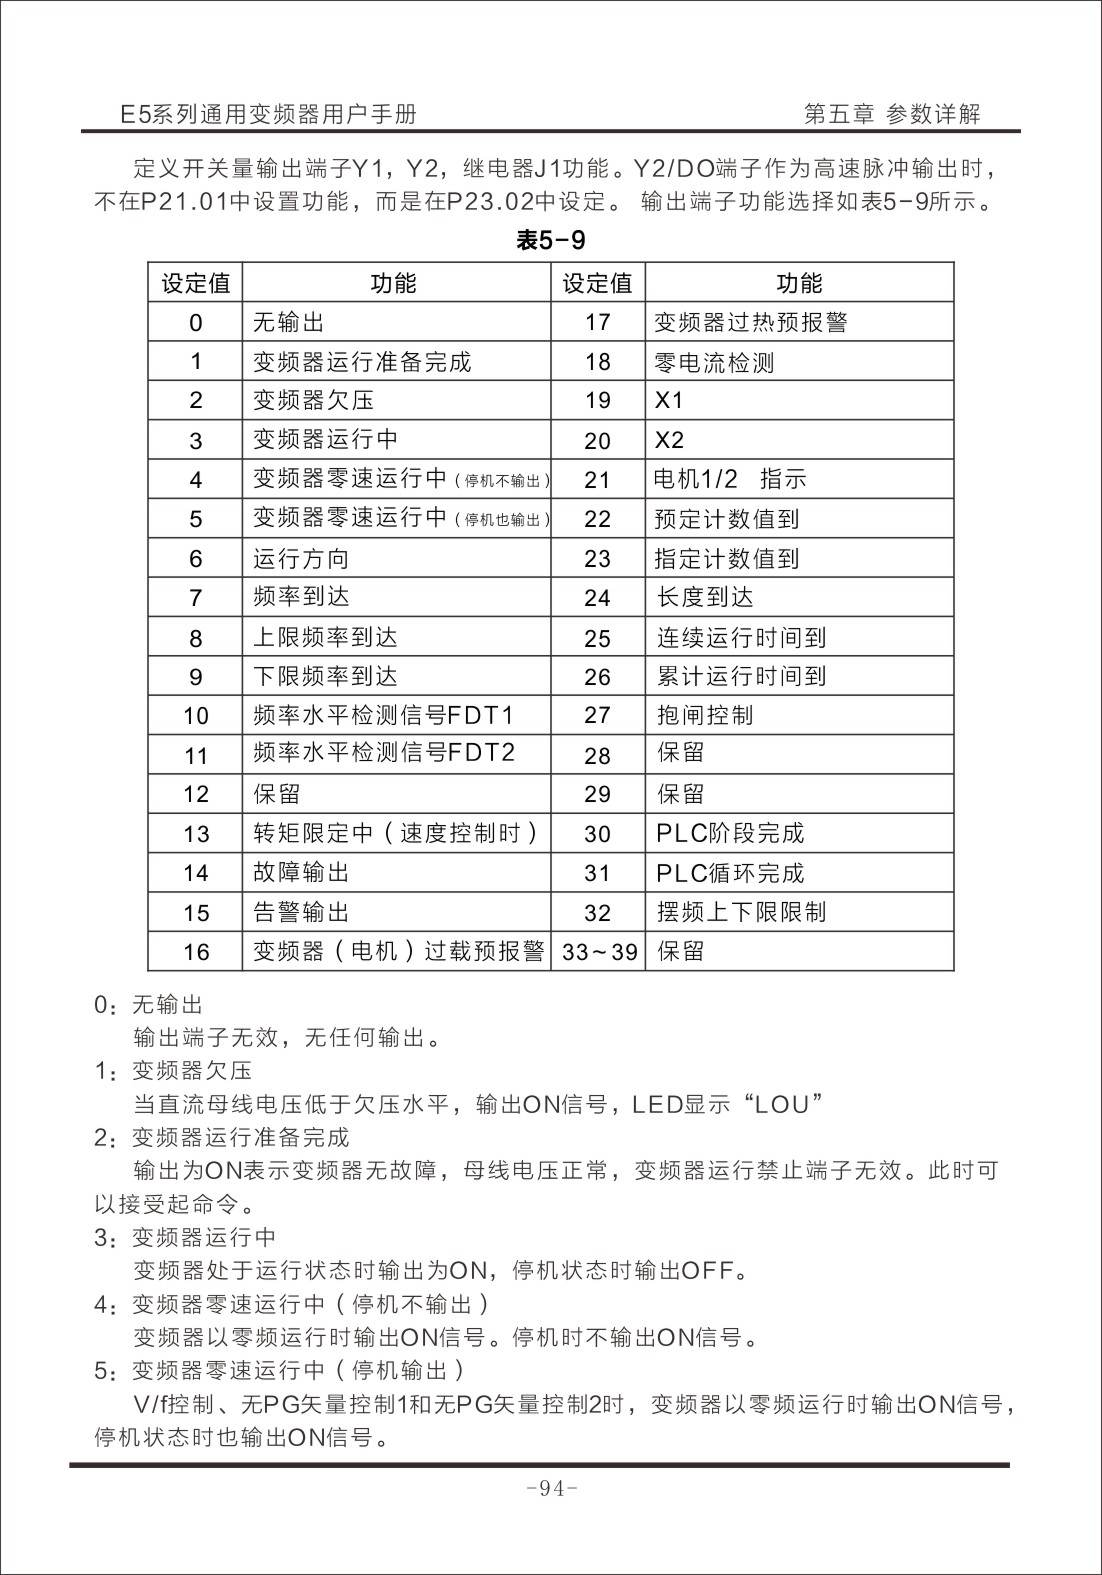 E5系列通用变频器用户手册 第五章 参数详解
定义开关量输出端子Y1，Y2，继电器J1功能。Y2/DO端子作为高速脉冲输出时，
不在P21.01中设置功能，而是在P23.02中设定。 输出端子功能选择如表5-9所示。
表5-9
设定值 功能 设定值 功能
0 无输出 17 变频器过热预报警
1 变频器运行准备完成 18 零电流检测
2 变频器欠压 19 X1
3 变频器运行中 20 X2
4 变频器零速运行中（停机不输出） 21 电机1/2 指示
5 变频器零速运行中（停机也输出） 22 预定计数值到
6 运行方向 23 指定计数值到
7 频率到达 24 长度到达
8 上限频率到达 25 连续运行时间到
9 下限频率到达 26 累计运行时间到
10 频率水平检测信号FDT1 27 抱闸控制
11 频率水平检测信号FDT2 28 保留
12 保留 29 保留
13 转矩限定中（速度控制时） 30 PLC阶段完成
14 故障输出 31 PLC循环完成
15 告警输出 32 摆频上下限限制
16 变频器（电机）过载预报警 33~39 保留
0：无输出
输出端子无效，无任何输出。
1：变频器欠压
当直流母线电压低于欠压水平，输出ON信号，LED显示“LOU”
2：变频器运行准备完成
输出为ON表示变频器无故障，母线电压正常，变频器运行禁止端子无效。此时可
以接受起命令。
3：变频器运行中
变频器处于运行状态时输出为ON，停机状态时输出OFF。
4：变频器零速运行中（停机不输出）
变频器以零频运行时输出ON信号。停机时不输出ON信号。
5：变频器零速运行中（停机输出）
V/f控制、无PG矢量控制1和无PG矢量控制2时，变频器以零频运行时输出ON信号，
停机状态时也输出ON信号。
-94-